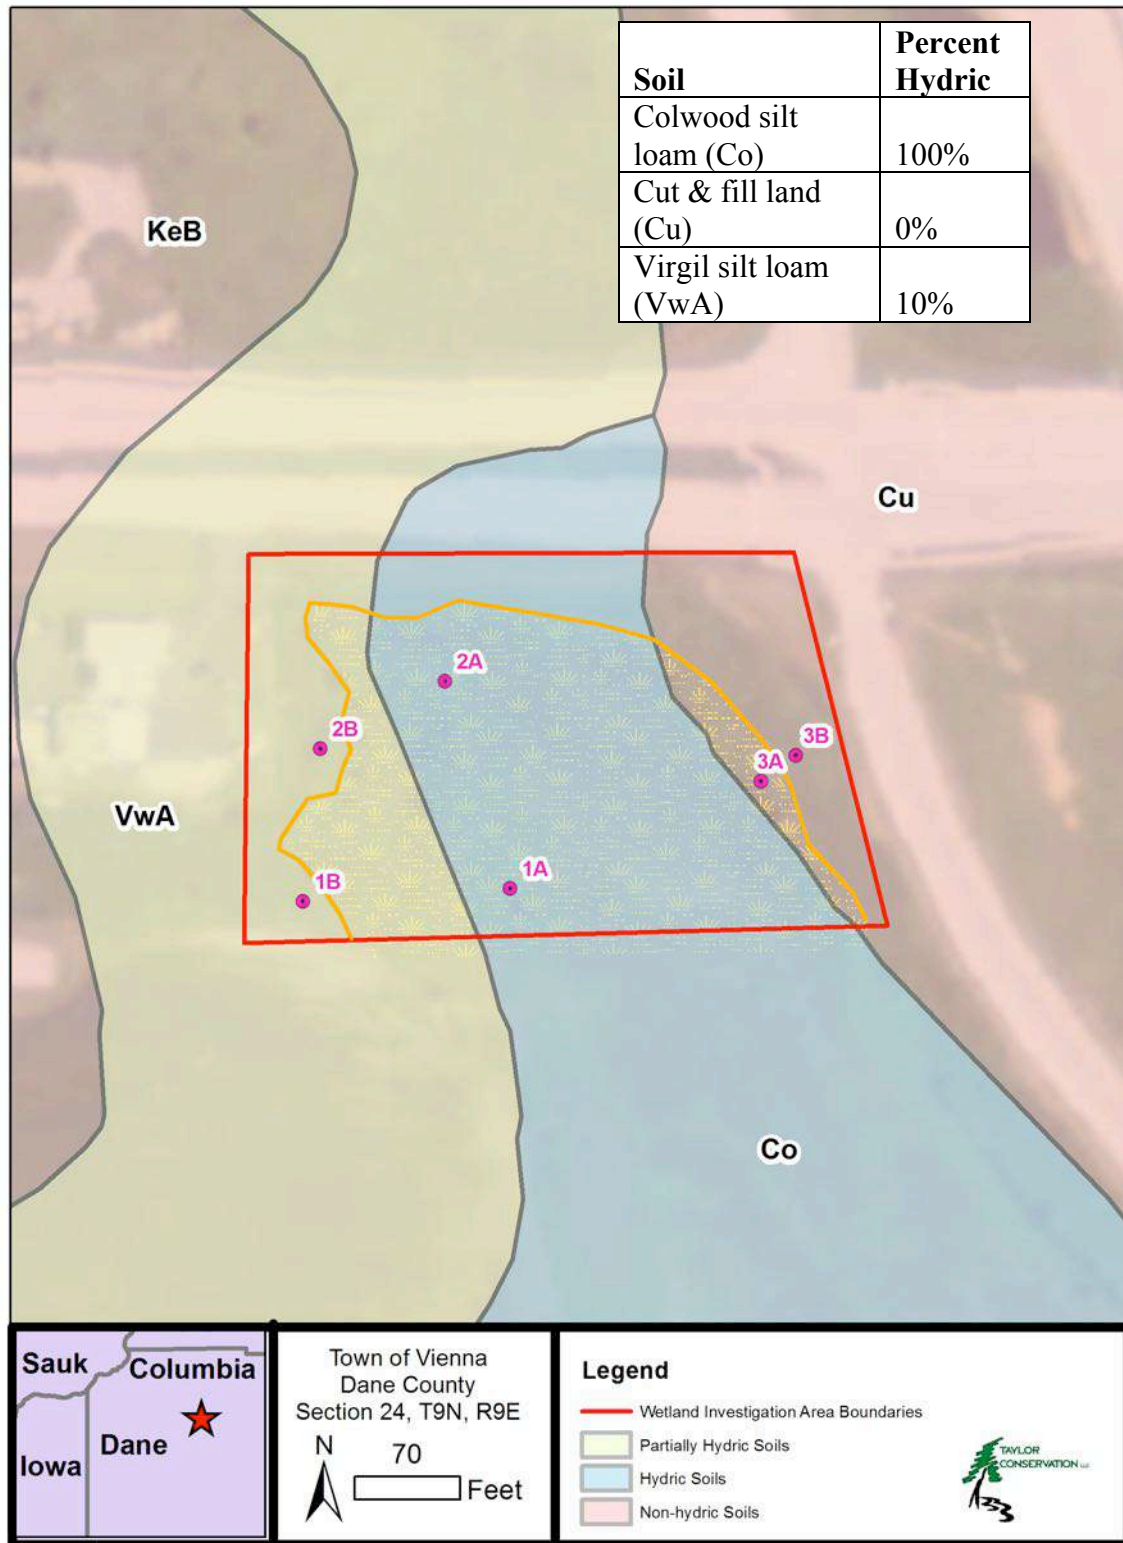 Soil
Percent
Hydric
Colwood silt
loam (Co)
100%
Cut & fill land
(Cu)
0%
Virgil silt loam
(VwA)
10%
KeB
Cu
2A
2B
3B
3A
VwA
1A
1B
Co
Sauk
Columbia
Dane
Iowa
Town of Vienna
Dane County
Section 24, T9N, R9E
N
70
Feet
Legend
Wetland Investigation Area Boundaries
Partially Hydric Soils
Hydric Soils
Non-hydric Soils
TAYLOR
CONSERVATION LLC